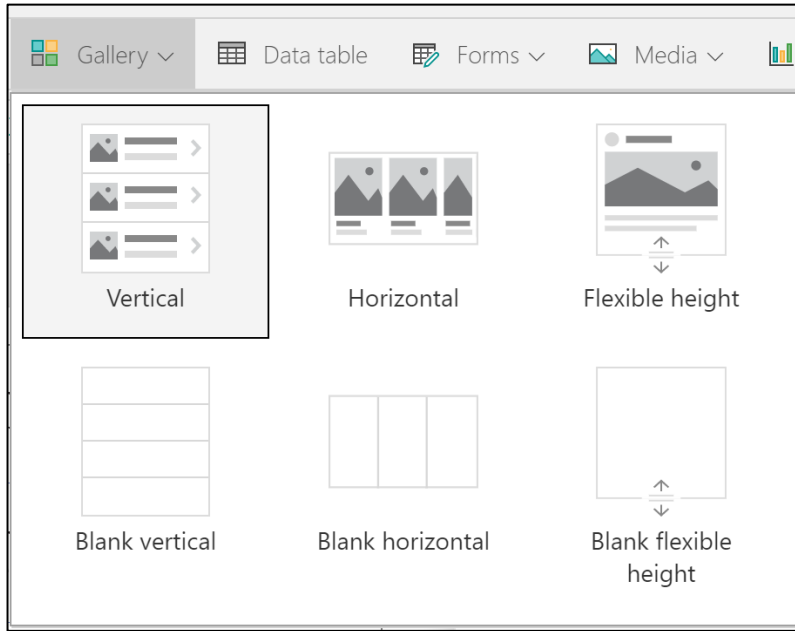 Gallery Data table Forms Media
Vertical Horizontal Flexible height
Blank vertical Blank horizontal Blank flexible
height